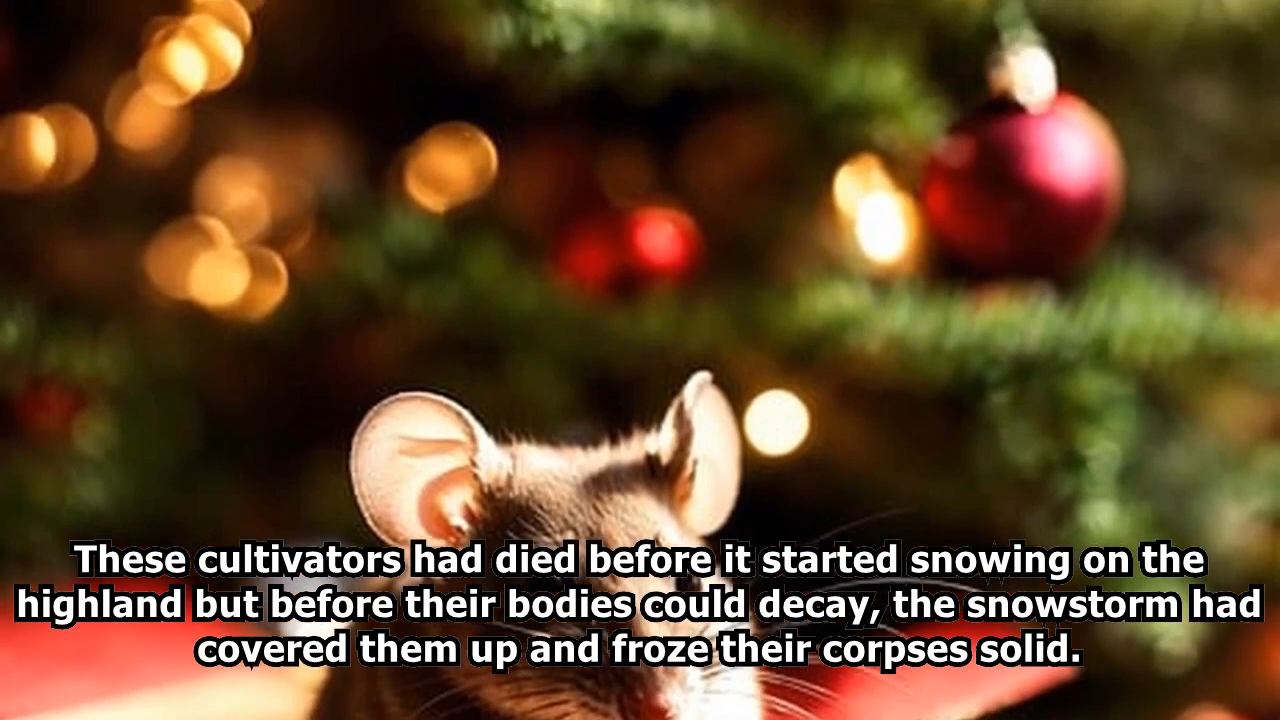 These cultivators had died before it started snowing on the
highland but before their bodies could decay, the snowstorm had
covered them up and froze their corpses solid.